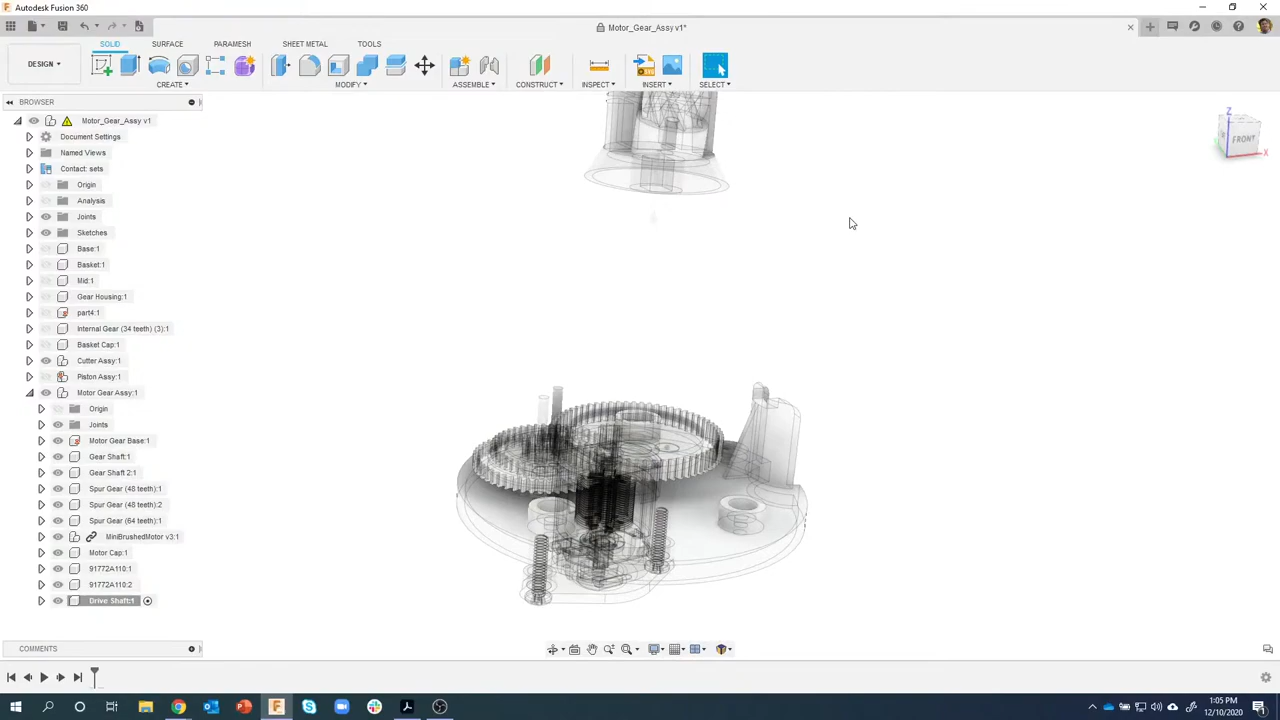 Autodesk Fusion 360
Motor_Gear_Assy v1*
SOLID SURFACE PARAMESH SHEET METAL TOOLS
DESIGN
CREATE MODIFY ASSEMBLE CONSTRUCT INSPECT INSERT SELECT
BROWSER
Motor_Gear_Assy v1
Document Settings
Named Views
Contact: sets
Origin
Analysis
Joints
Sketches
Base:1
Basket:1
Mid:1
Gear Housing:1
part4:1
Internal Gear (34 teeth) (3):1
Basket Cap:1
Cutter Assy:1
Piston Assy:1
Motor Gear Assy:1
Origin
Joints
Motor Gear Base:1
Gear Shaft:1
Gear Shaft 2:1
Spur Gear (48 teeth):1
Spur Gear (48 teeth):2
Spur Gear (64 teeth):1
MiniBrushedMotor v3:1
Motor Cap:1
91772A110:1
91772A110:2
Drive Shaft:1
Z
FRONT
X
COMMENTS
1:05 PM
12/10/2020